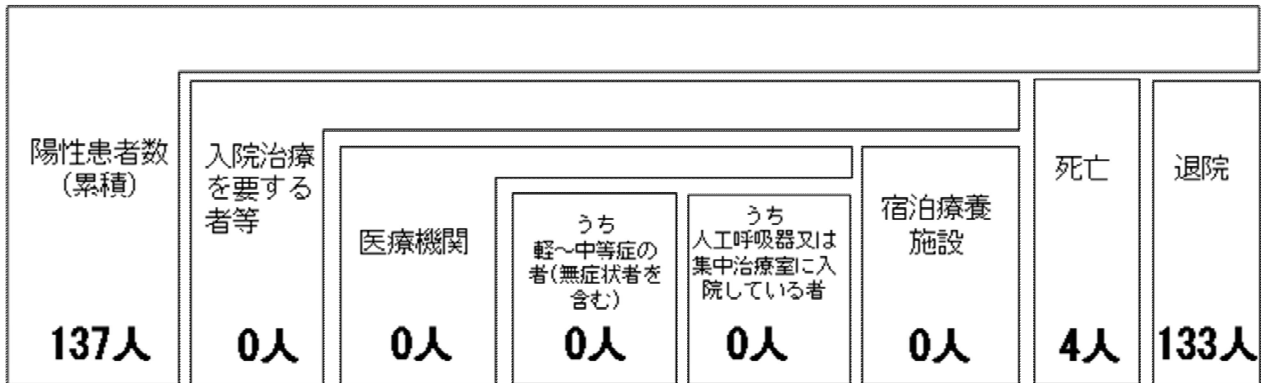 陽性患者数
(累積)
137人
入院治療
を要する
者等
0人
医療機関
0人
うち
軽～中等症の
者(無症状者を
含む)
0人
うち
人工呼吸器又は
集中治療室に入
院している者
0人
宿泊療養
施設
0人
死亡
4人
退院
133人